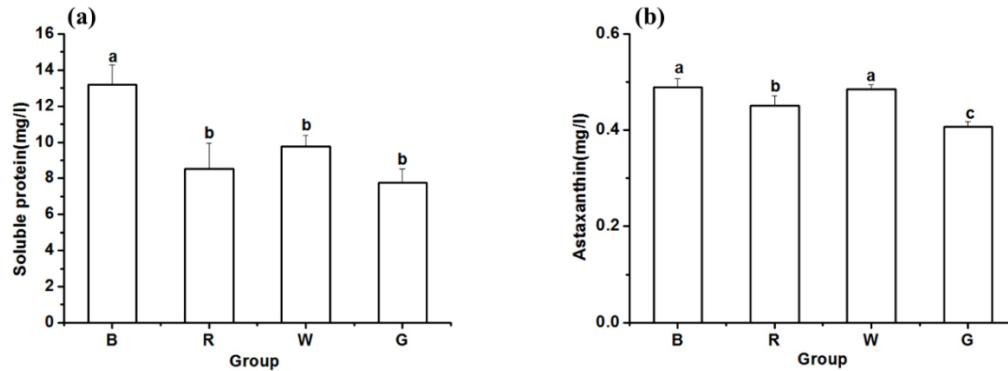 (a)
Soluble protein(mg/l)
16
14
12
10
8
6
4
2
0
a
b
b
b
B R W G
Group
(b)
Astaxanthin(mg/l)
0.6
0.4
0.2
0.0
a
b
a
c
B R W G
Group